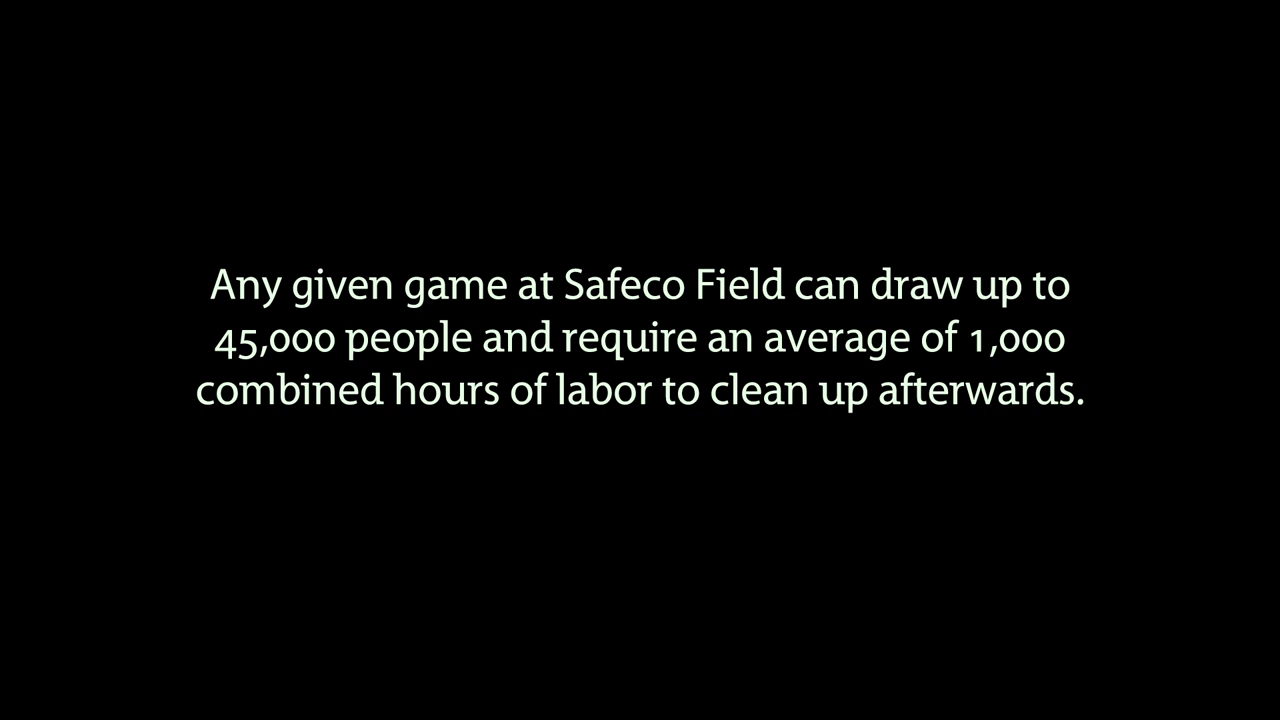 Any given game at Safeco Field can draw up to
45,000 people and require an average of 1,000
combined hours of labor to clean up afterwards.